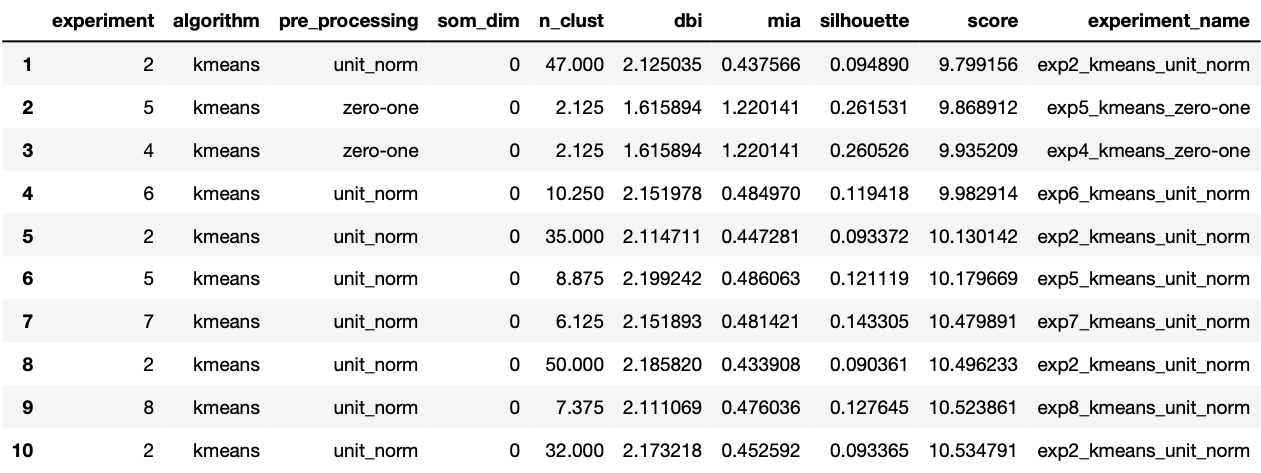 experiment algorithm pre_processing som_dim n_clust dbi mia silhouette score experiment_name
1 2 kmeans unit_norm 0 47.000 2.125035 0.437566 0.094890 9.799156 exp2_kmeans_unit_norm
2 5 kmeans zero-one 0 2.125 1.615894 1.220141 0.261531 9.868912 exp5_kmeans_zero-one
3 4 kmeans zero-one 0 2.125 1.615894 1.220141 0.260526 9.935209 exp4_kmeans_zero-one
4 6 kmeans unit_norm 0 10.250 2.151978 0.484970 0.119418 9.982914 exp6_kmeans_unit_norm
5 2 kmeans unit_norm 0 35.000 2.114711 0.447281 0.093372 10.130142 exp2_kmeans_unit_norm
6 5 kmeans unit_norm 0 8.875 2.199242 0.486063 0.121119 10.179669 exp5_kmeans_unit_norm
7 7 kmeans unit_norm 0 6.125 2.151893 0.481421 0.143305 10.479891 exp7_kmeans_unit_norm
8 2 kmeans unit_norm 0 50.000 2.185820 0.433908 0.090361 10.496233 exp2_kmeans_unit_norm
9 8 kmeans unit_norm 0 7.375 2.111069 0.476036 0.127645 10.523861 exp8_kmeans_unit_norm
10 2 kmeans unit_norm 0 32.000 2.173218 0.452592 0.093365 10.534791 exp2_kmeans_unit_norm